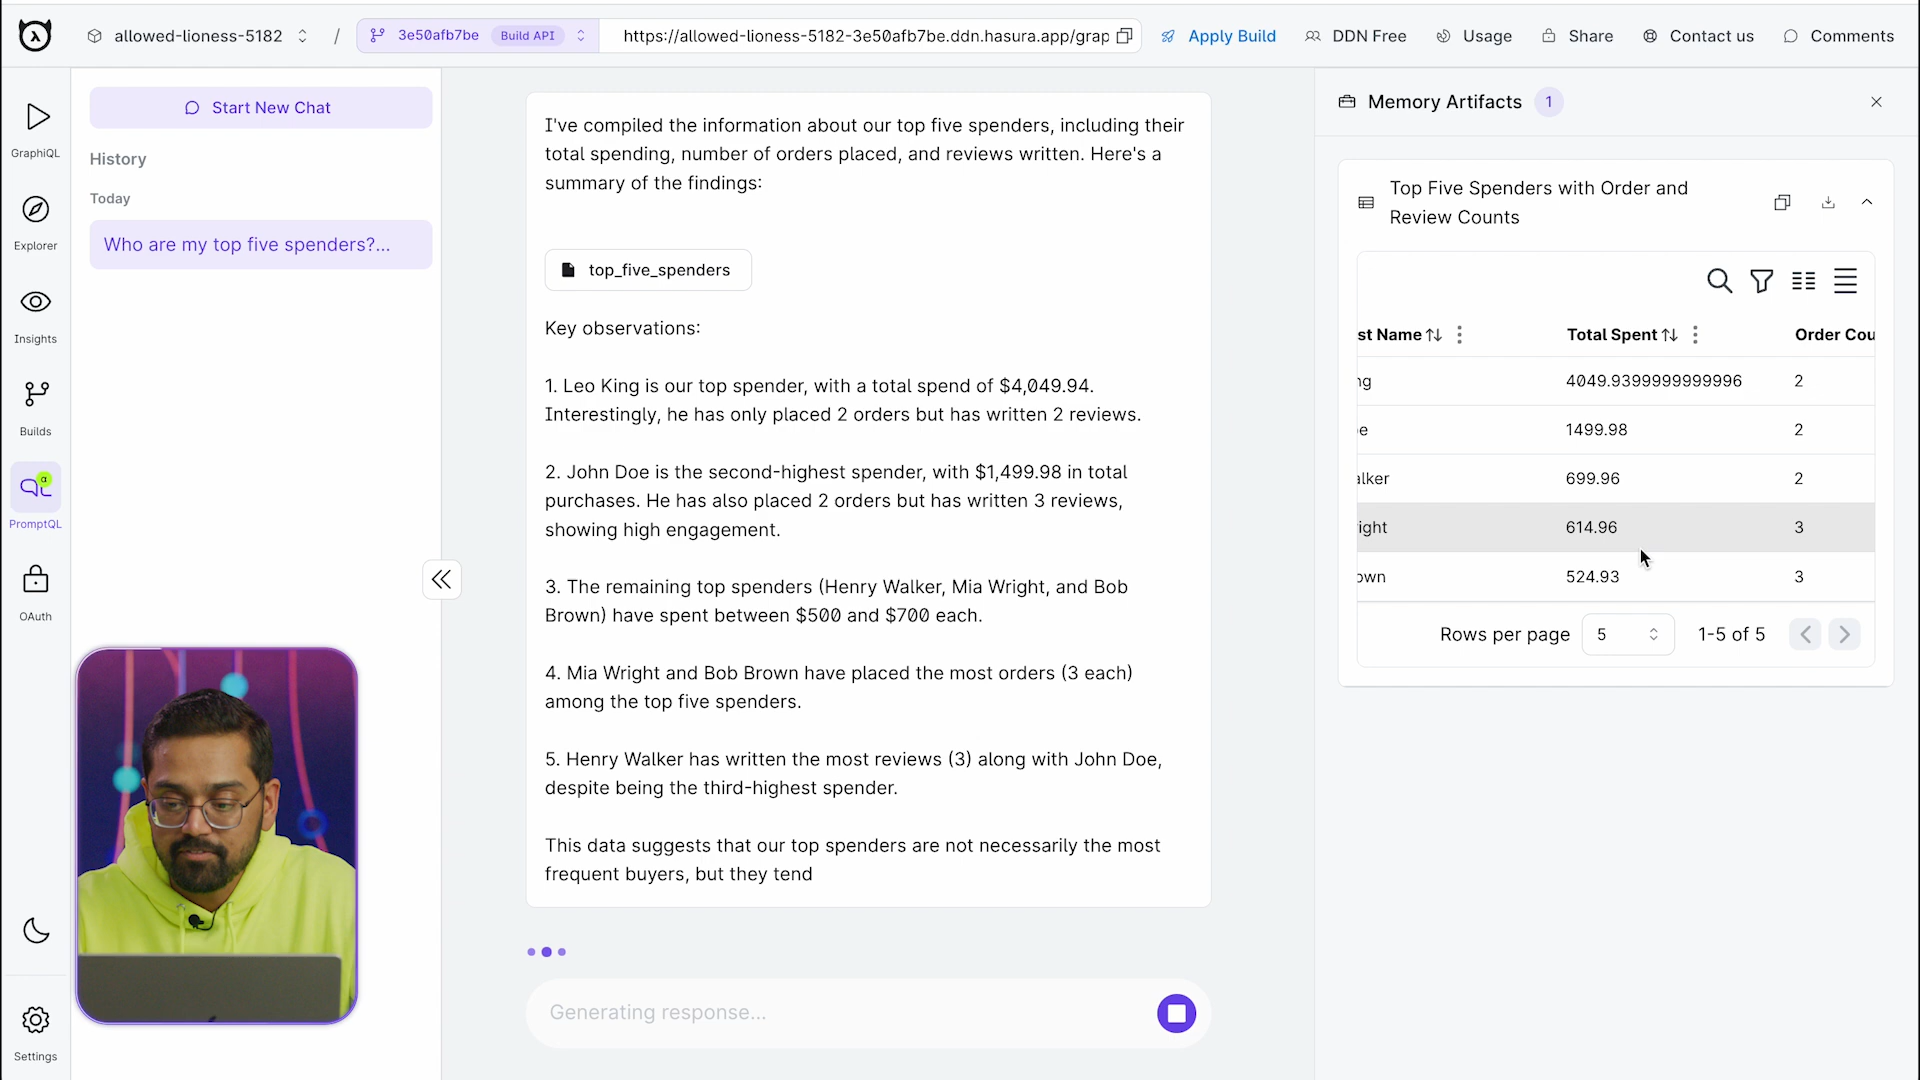 allowed-lioness-5182 / 3e50afb7be Build API https://allowed-lioness-5182-3e50afb7be.ddn.hasura.app/grap Apply Build DDN Free Usage Share Contact us Comments
GraphiQL
Explorer
Insights
Builds
α
PromptQL
OAuth
Settings
Start New Chat
History
Today
Who are my top five spenders?...
I've compiled the information about our top five spenders, including their
total spending, number of orders placed, and reviews written. Here's a
summary of the findings:
top_five_spenders
Key observations:
1. Leo King is our top spender, with a total spend of $4,049.94.
Interestingly, he has only placed 2 orders but has written 2 reviews.
2. John Doe is the second-highest spender, with $1,499.98 in total
purchases. He has also placed 2 orders but has written 3 reviews,
showing high engagement.
3. The remaining top spenders (Henry Walker, Mia Wright, and Bob
Brown) have spent between $500 and $700 each.
4. Mia Wright and Bob Brown have placed the most orders (3 each)
among the top five spenders.
5. Henry Walker has written the most reviews (3) along with John Doe,
despite being the third-highest spender.
This data suggests that our top spenders are not necessarily the most
frequent buyers, but they tend
Generating response...
Memory Artifacts 1
Top Five Spenders with Order and
Review Counts
st Name Total Spent Order Cou
ng 4049.9399999999996 2
e 1499.98 2
alker 699.96 2
ight 614.96 3
own 524.93 3
Rows per page 5 1-5 of 5